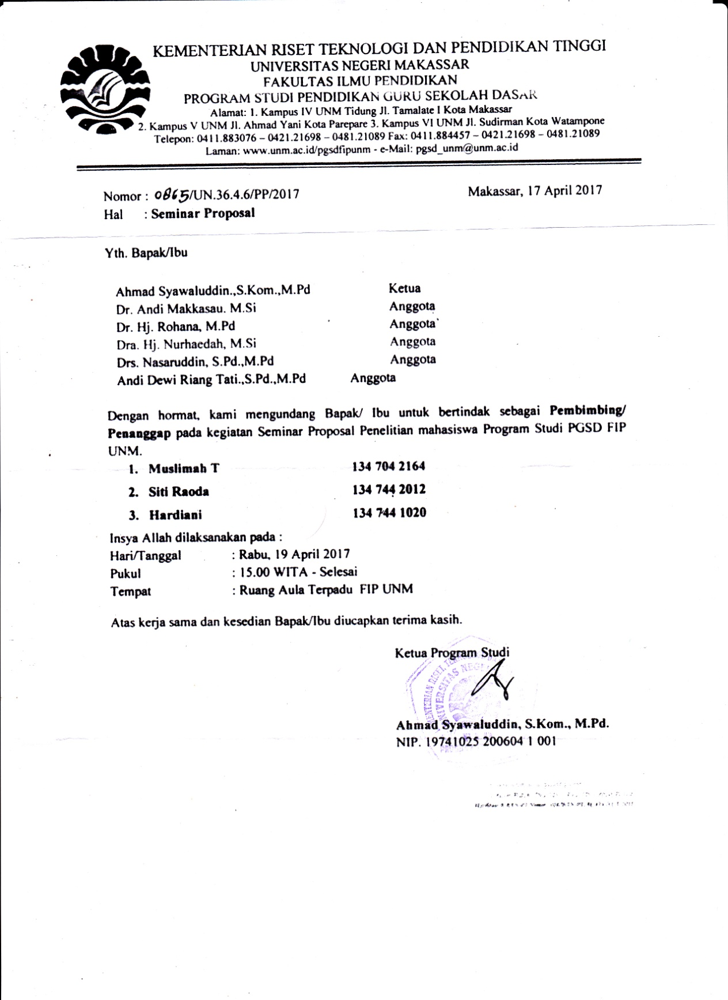 KEMENTERIAN RISET TEKNOLOGI DAN PENDIDIKAN TINGGI
UNIVERSITAS NEGERI MAKASSAR
FAKULTAS ILMU PENDIDIKAN
PROGRAM STUDI PENDIDIKAN GURU SEKOLAH DASAR
Alamat: 1. Kampus IV UNM Tidung Jl. Tamalate I Kota Makassar
2. Kampus V UNM Jl. Ahmad Yani Kota Parepare 3. Kampus VI UNM Jl. Sudirman Kota Watampone
Telepon: 0411.883076 – 0421.21698 – 0481.21089 Fax: 0411.884457 – 0421.21698 – 0481.21089
Laman: www.unm.ac.id/pgsdfipunm - e-Mail: pgsd_unm@unm.ac.id
Nomor : 0865/UN.36.4.6/PP/2017 Makassar, 17 April 2017
Hal : Seminar Proposal
Yth. Bapak/Ibu
Ahmad Syawaluddin.,S.Kom.,M.Pd Ketua
Dr. Andi Makkasau. M.Si Anggota
Dr. Hj. Rohana, M.Pd Anggota
Dra. Hj. Nurhaedah, M.Si Anggota
Drs. Nasaruddin, S.Pd.,M.Pd Anggota
Andi Dewi Riang Tati.,S.Pd.,M.Pd Anggota
Dengan hormat, kami mengundang Bapak/ Ibu untuk bertindak sebagai Pembimbing/
Penanggap pada kegiatan Seminar Proposal Penelitian mahasiswa Program Studi PGSD FIP
UNM.
1. Muslimah T 134 704 2164
2. Siti Raoda 134 744 2012
3. Hardiani 134 744 1020
Insya Allah dilaksanakan pada :
Hari/Tanggal : Rabu, 19 April 2017
Pukul : 15.00 WITA - Selesai
Tempat : Ruang Aula Terpadu FIP UNM
Atas kerja sama dan kesedian Bapak/Ibu diucapkan terima kasih.
Ketua Program Studi
Ahmad Syawaluddin, S.Kom., M.Pd.
NIP. 19741025 200604 1 001